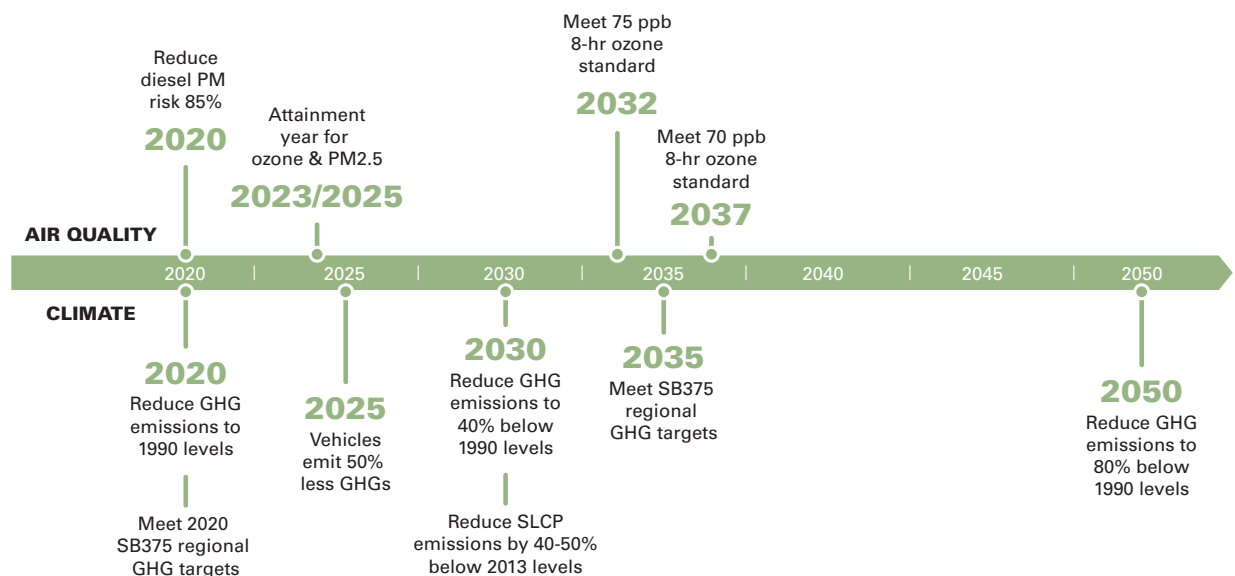 Reduce
diesel PM
risk 85%
2020
Attainment
year for
ozone & PM2.5
2023/2025
Meet 75 ppb
8-hr ozone
standard
2032
Meet 70 ppb
8-hr ozone
standard
2037
AIR QUALITY
2020 2025 2030 2035 2040 2045 2050
CLIMATE
2020
Reduce GHG
emissions to
1990 levels
Meet 2020
SB375 regional
GHG targets
2025
Vehicles
emit 50%
less GHGs
2030
Reduce GHG
emissions to
40% below
1990 levels
Reduce SLCP
emissions by 40-50%
below 2013 levels
2035
Meet SB375
regional
GHG targets
2050
Reduce GHG
emissions to
80% below
1990 levels